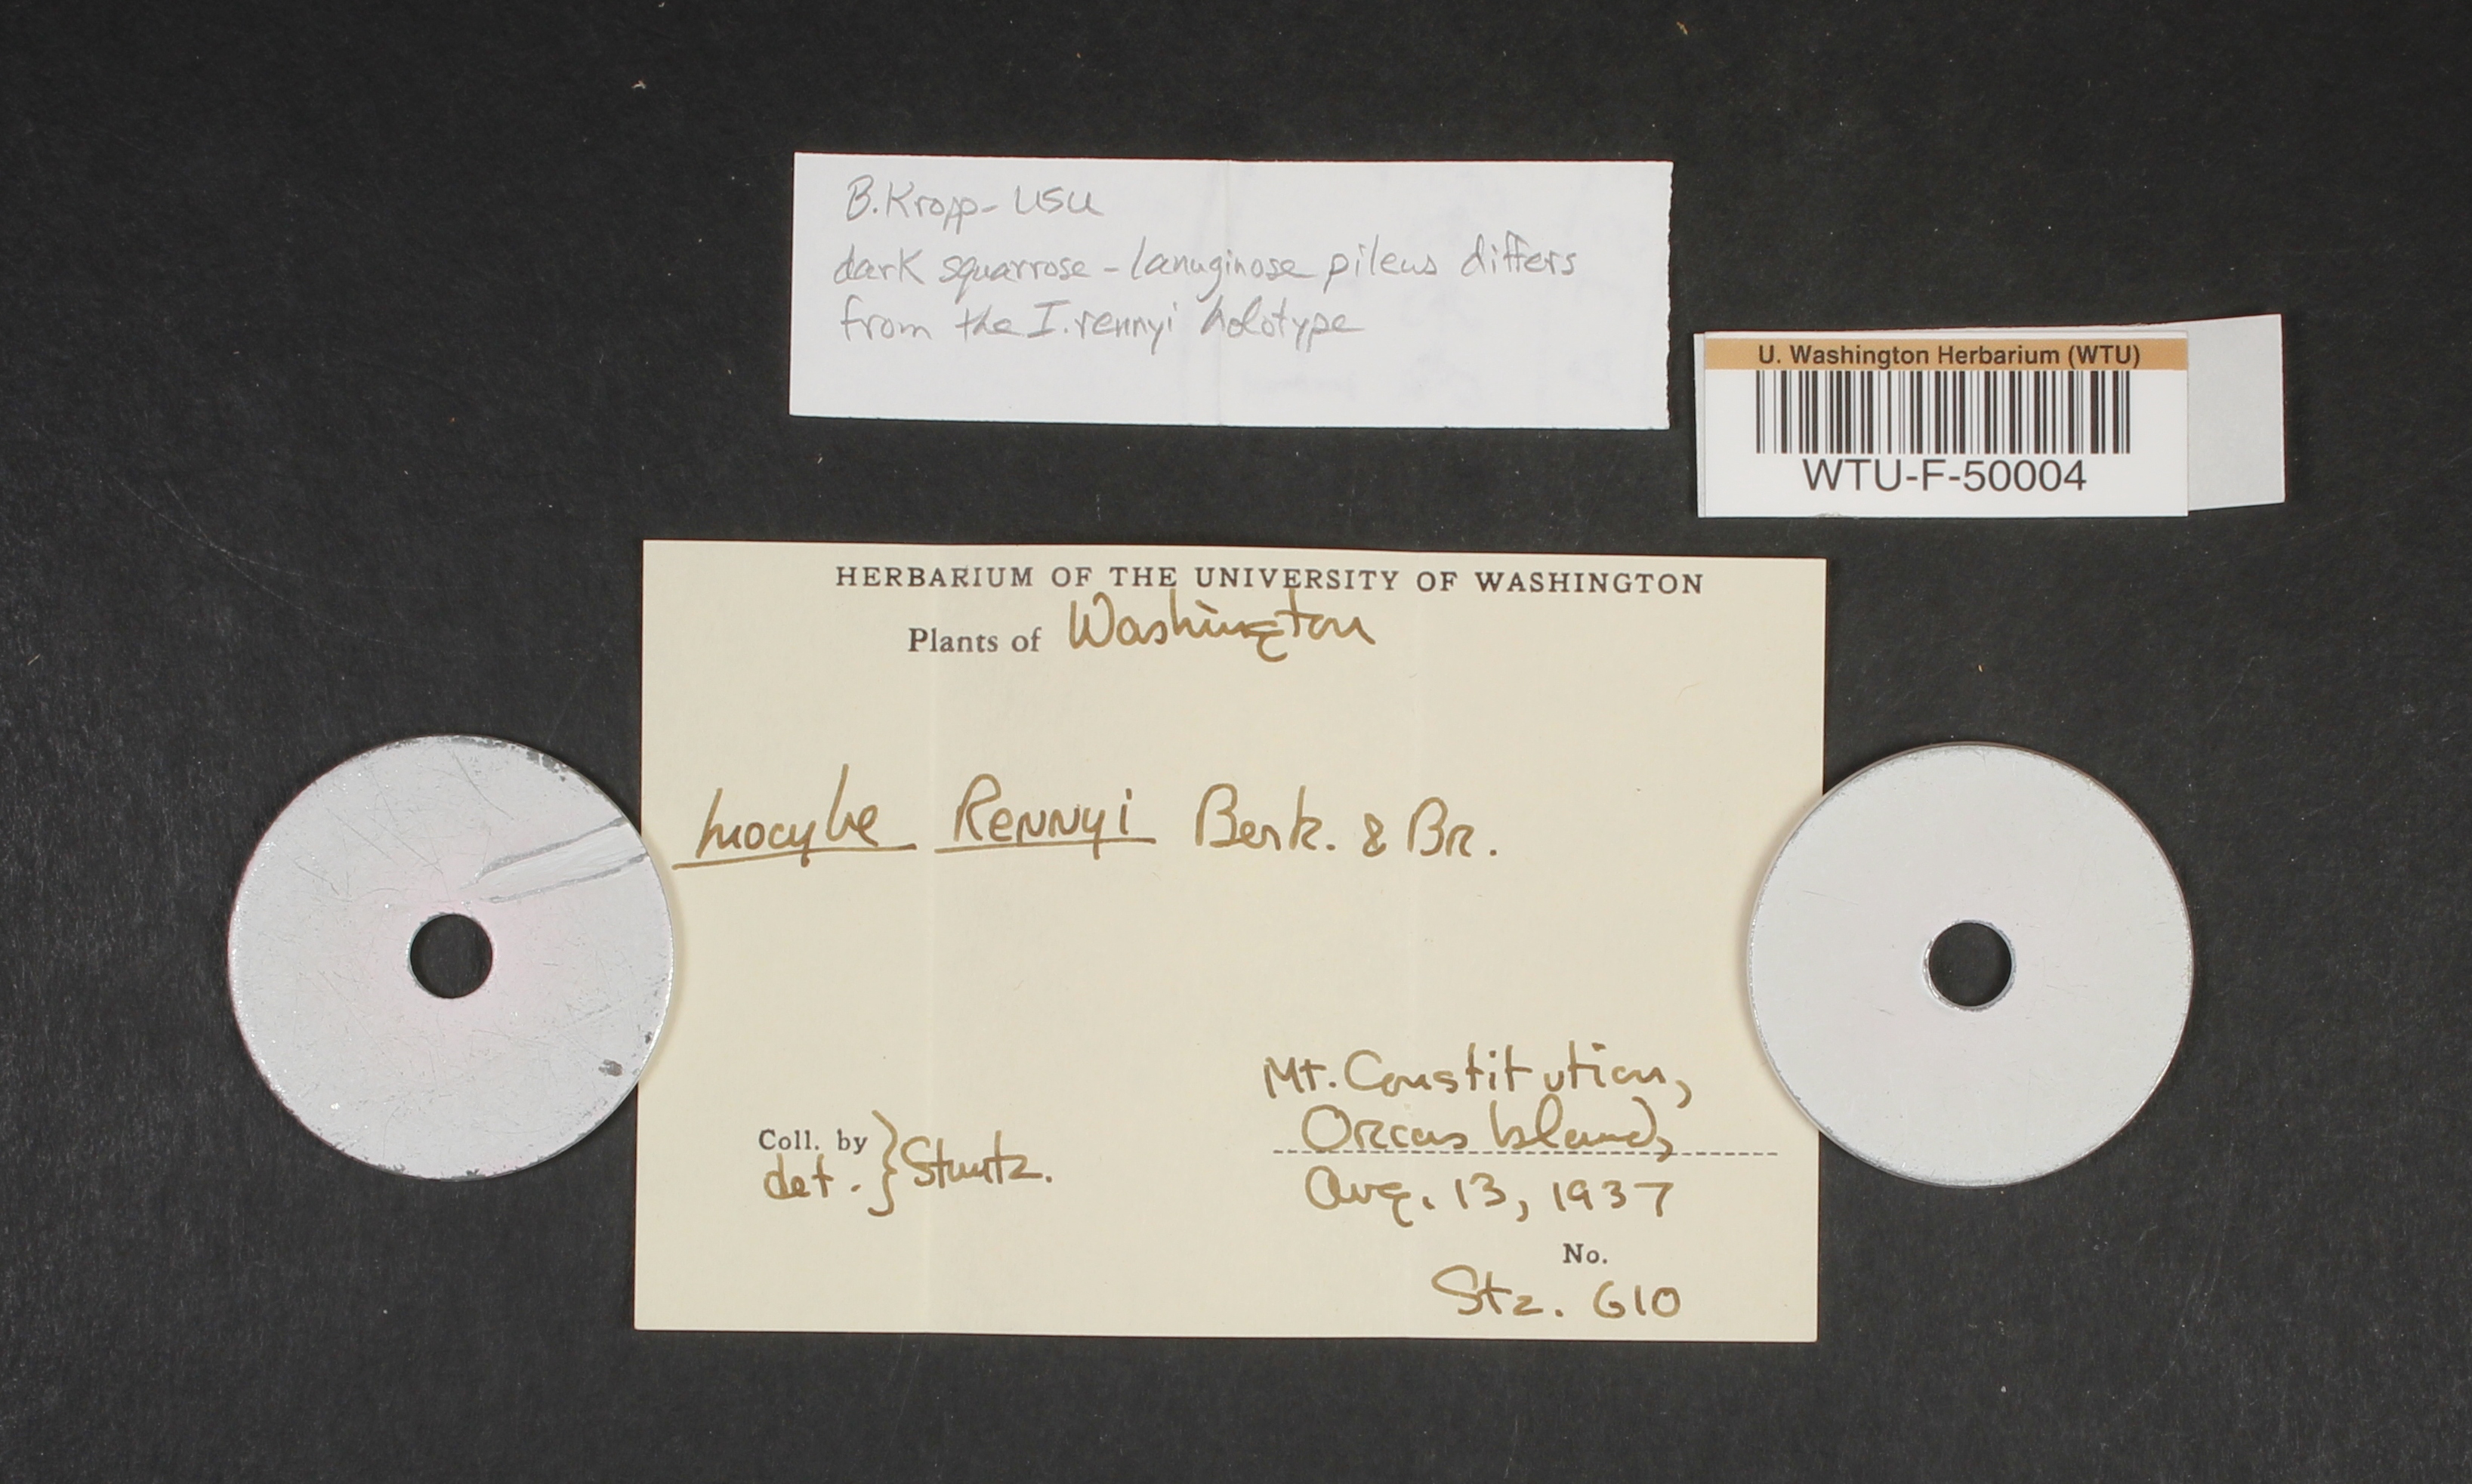 B. Kropp - USU
dark squarrose - lanuginose pileus differs
from the I. rennyi holotype
U. Washington Herbarium (WTU)
WTU-F-50004
HERBARIUM OF THE UNIVERSITY OF WASHINGTON
Plants of Washington
Inocybe Rennyi Berk. & Br.
Mt. Constitution,
Orcas Island,
Coll. by
det. } Stuntz.
Aug. 13, 1937
No.
Stz. 610